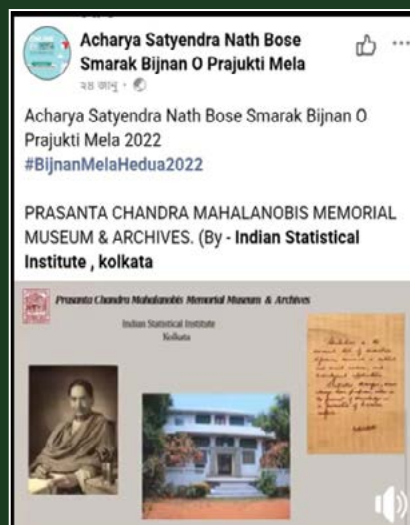 Acharya Satyendra Nath Bose
Smarak Bijnan O Prajukti Mela
২৪ জানু
Acharya Satyendra Nath Bose Smarak Bijnan O
Prajukti Mela 2022
#BijnanMelaHedua2022
PRASANTA CHANDRA MAHALANOBIS MEMORIAL
MUSEUM & ARCHIVES. (By - Indian Statistical
Institute , kolkata
Prasanta Chandra Mahalanobis Memorial Museum & Archives
Indian Statistical Institute
Kolkata